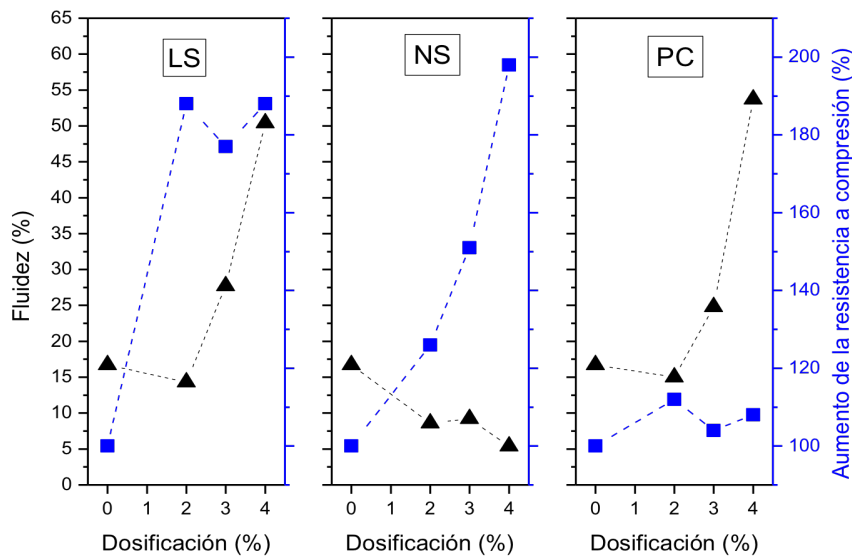 LS
NS
PC
65
60
55
50
45
40
35
30
25
20
15
10
5
0
Fluidez (%)
200
180
160
140
120
100
Aumento de la resistencia a compresión (%)
0 1 2 3 4
0 1 2 3 4
0 1 2 3 4
Dosificación (%)
Dosificación (%)
Dosificación (%)